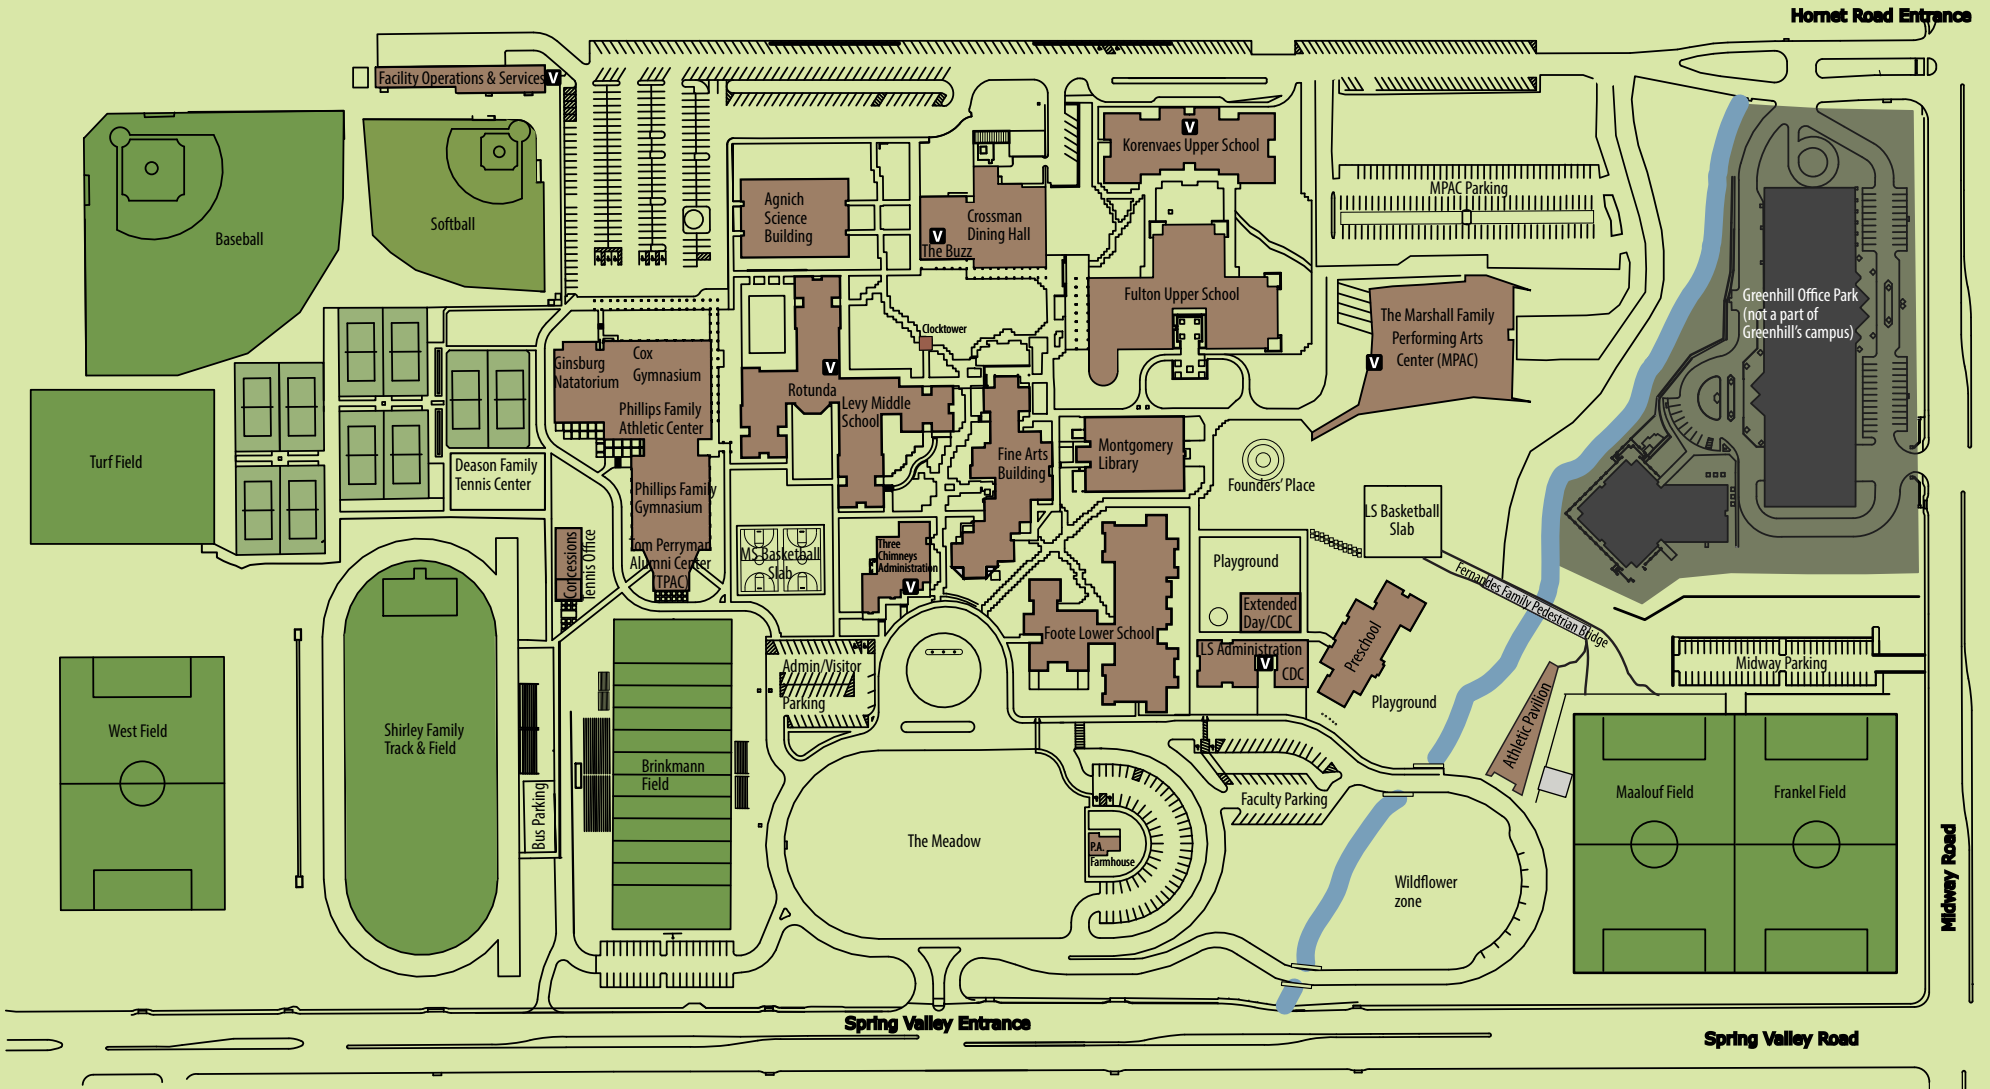 Hornet Road Entrance
Facility Operations & Services V
V
Korenvaes Upper School
MPAC Parking
Agnich
Science
Building
Crossman
Dining Hall
V
The Buzz
Softball
Baseball
Fulton Upper School
Greenhill Office Park
(not a part of
Greenhill's campus)
The Marshall Family
Performing Arts
Center (MPAC)
V
Clocktower
Ginsburg
Natatorium
Cox
Gymnasium
V
Rotunda
Phillips Family
Athletic Center
Levy Middle
School
Montgomery
Library
Fine Arts
Building
Turf Field
Deason Family
Tennis Center
Founders' Place
Phillips Family
Gymnasium
LS Basketball
Slab
Concessions
Tennis Office
Tom Perryman
Alumni Center
(TPAC)
MS Basketball
Slab
Three
Chimneys
Administration
V
Playground
Fernandes Family Pedestrian Bridge
Extended
Day/CDC
Foote Lower School
LS Administration
V
CDC
Preschool
Playground
Midway Parking
Admin/Visitor
Parking
Athletic Pavilion
West Field
Shirley Family
Track & Field
Brinkmann
Field
Bus Parking
The Meadow
P.A.
Farmhouse
Faculty Parking
Maalouf Field
Frankel Field
Wildflower
zone
Midway Road
Spring Valley Entrance
Spring Valley Road